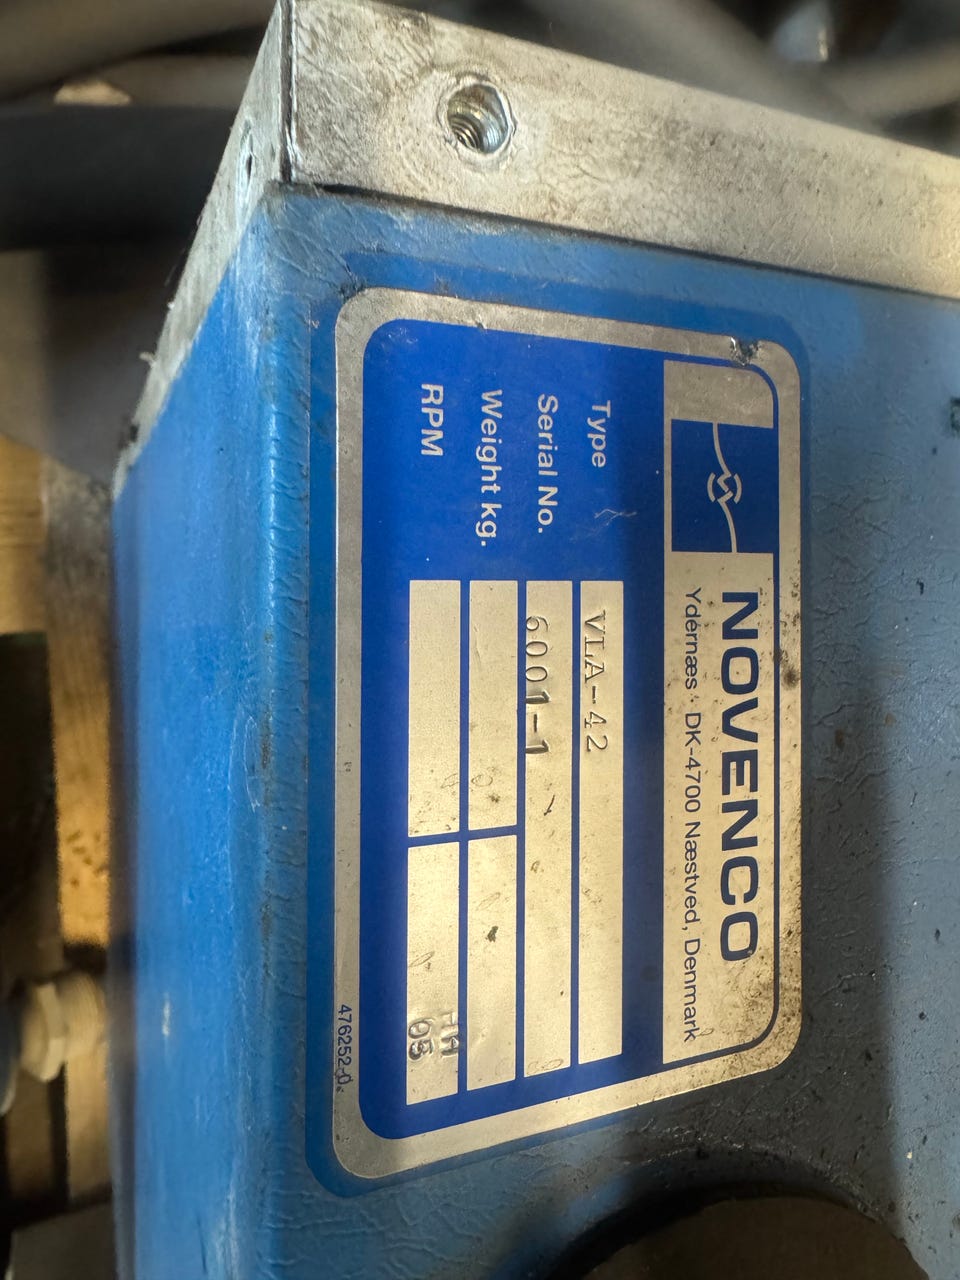 NOVENCO
Ydernæs · DK-4700 Næstved, Denmark
Type VLA-42
Serial No. 6001-1
Weight kg.
RPM
05
476252-0